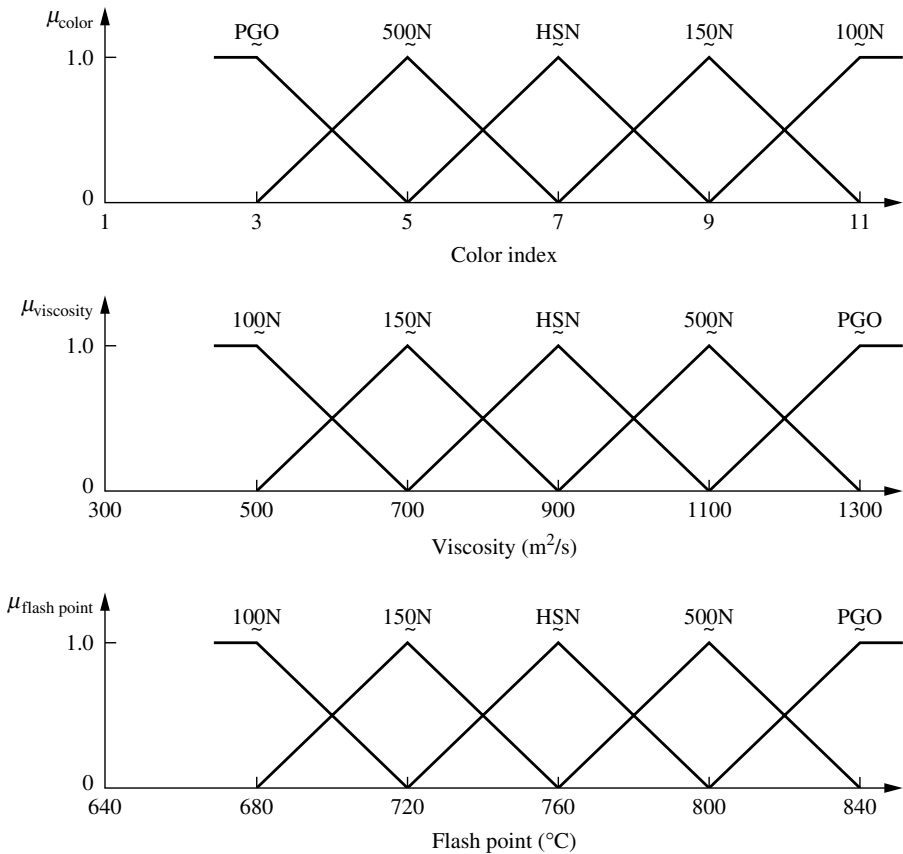 μcolor
PGO 500N HSN 150N 100N
1.0
0
1 3 5 7 9 11
Color index
μviscosity
100N 150N HSN 500N PGO
1.0
0
300 500 700 900 1100 1300
Viscosity (m²/s)
μflash point
100N 150N HSN 500N PGO
1.0
0
640 680 720 760 800 840
Flash point (°C)